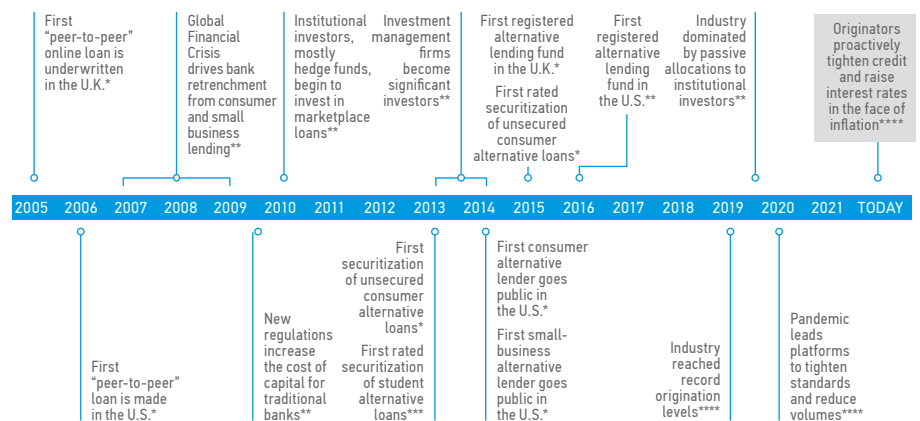 First
“peer-to-peer”
online loan is
underwritten
in the U.K.*
Global
Financial
Crisis
drives bank
retrenchment
from consumer
and small
business
lending**
Institutional
investors,
mostly
hedge funds,
begin to
invest in
marketplace
loans**
Investment
management
firms
become
significant
investors**
First registered
alternative
lending fund
in the U.K.*
First rated
securitization
of unsecured
consumer
alternative loans*
First
registered
alternative
lending
fund in
the U.S.**
Industry
dominated
by passive
allocations to
institutional
investors**
Originators
proactively
tighten credit
and raise
interest rates
in the face of
inflation****
2005 2006 2007 2008 2009 2010 2011 2012 2013 2014 2015 2016 2017 2018 2019 2020 2021 TODAY
First
“peer-to-peer”
loan is made
in the U.S.*
New
regulations
increase
the cost of
capital for
traditional
banks**
First
securitization
of unsecured
consumer
alternative
loans*
First rated
securitization
of student
alternative
loans***
First consumer
alternative
lender goes
public in
the U.S.*
First small-
business
alternative
lender goes
public in
the U.S.*
Industry
reached
record
origination
levels****
Pandemic
leads
platforms
to tighten
standards
and reduce
volumes****